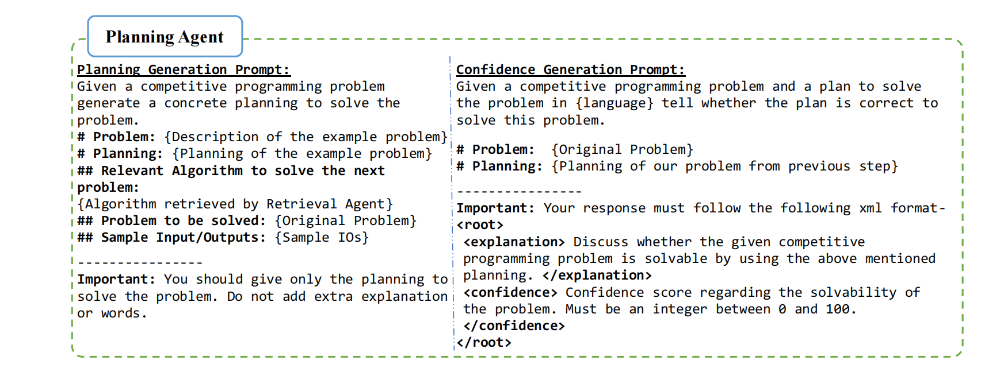 Planning Agent
Planning Generation Prompt:
Given a competitive programming problem
generate a concrete planning to solve the
problem.
# Problem: {Description of the example problem}
# Planning: {Planning of the example problem}
## Relevant Algorithm to solve the next
problem:
{Algorithm retrieved by Retrieval Agent}
## Problem to be solved: {Original Problem}
## Sample Input/Outputs: {Sample IOs}
----------------
Important: You should give only the planning to
solve the problem. Do not add extra explanation
or words.
Confidence Generation Prompt:
Given a competitive programming problem and a plan to solve
the problem in {language} tell whether the plan is correct to
solve this problem.
# Problem:  {Original Problem}
# Planning: {Planning of our problem from previous step}
----------------
Important: Your response must follow the following xml format-
<root>
<explanation> Discuss whether the given competitive
programming problem is solvable by using the above mentioned
planning. </explanation>
<confidence> Confidence score regarding the solvability of
the problem. Must be an integer between 0 and 100.
</confidence>
</root>